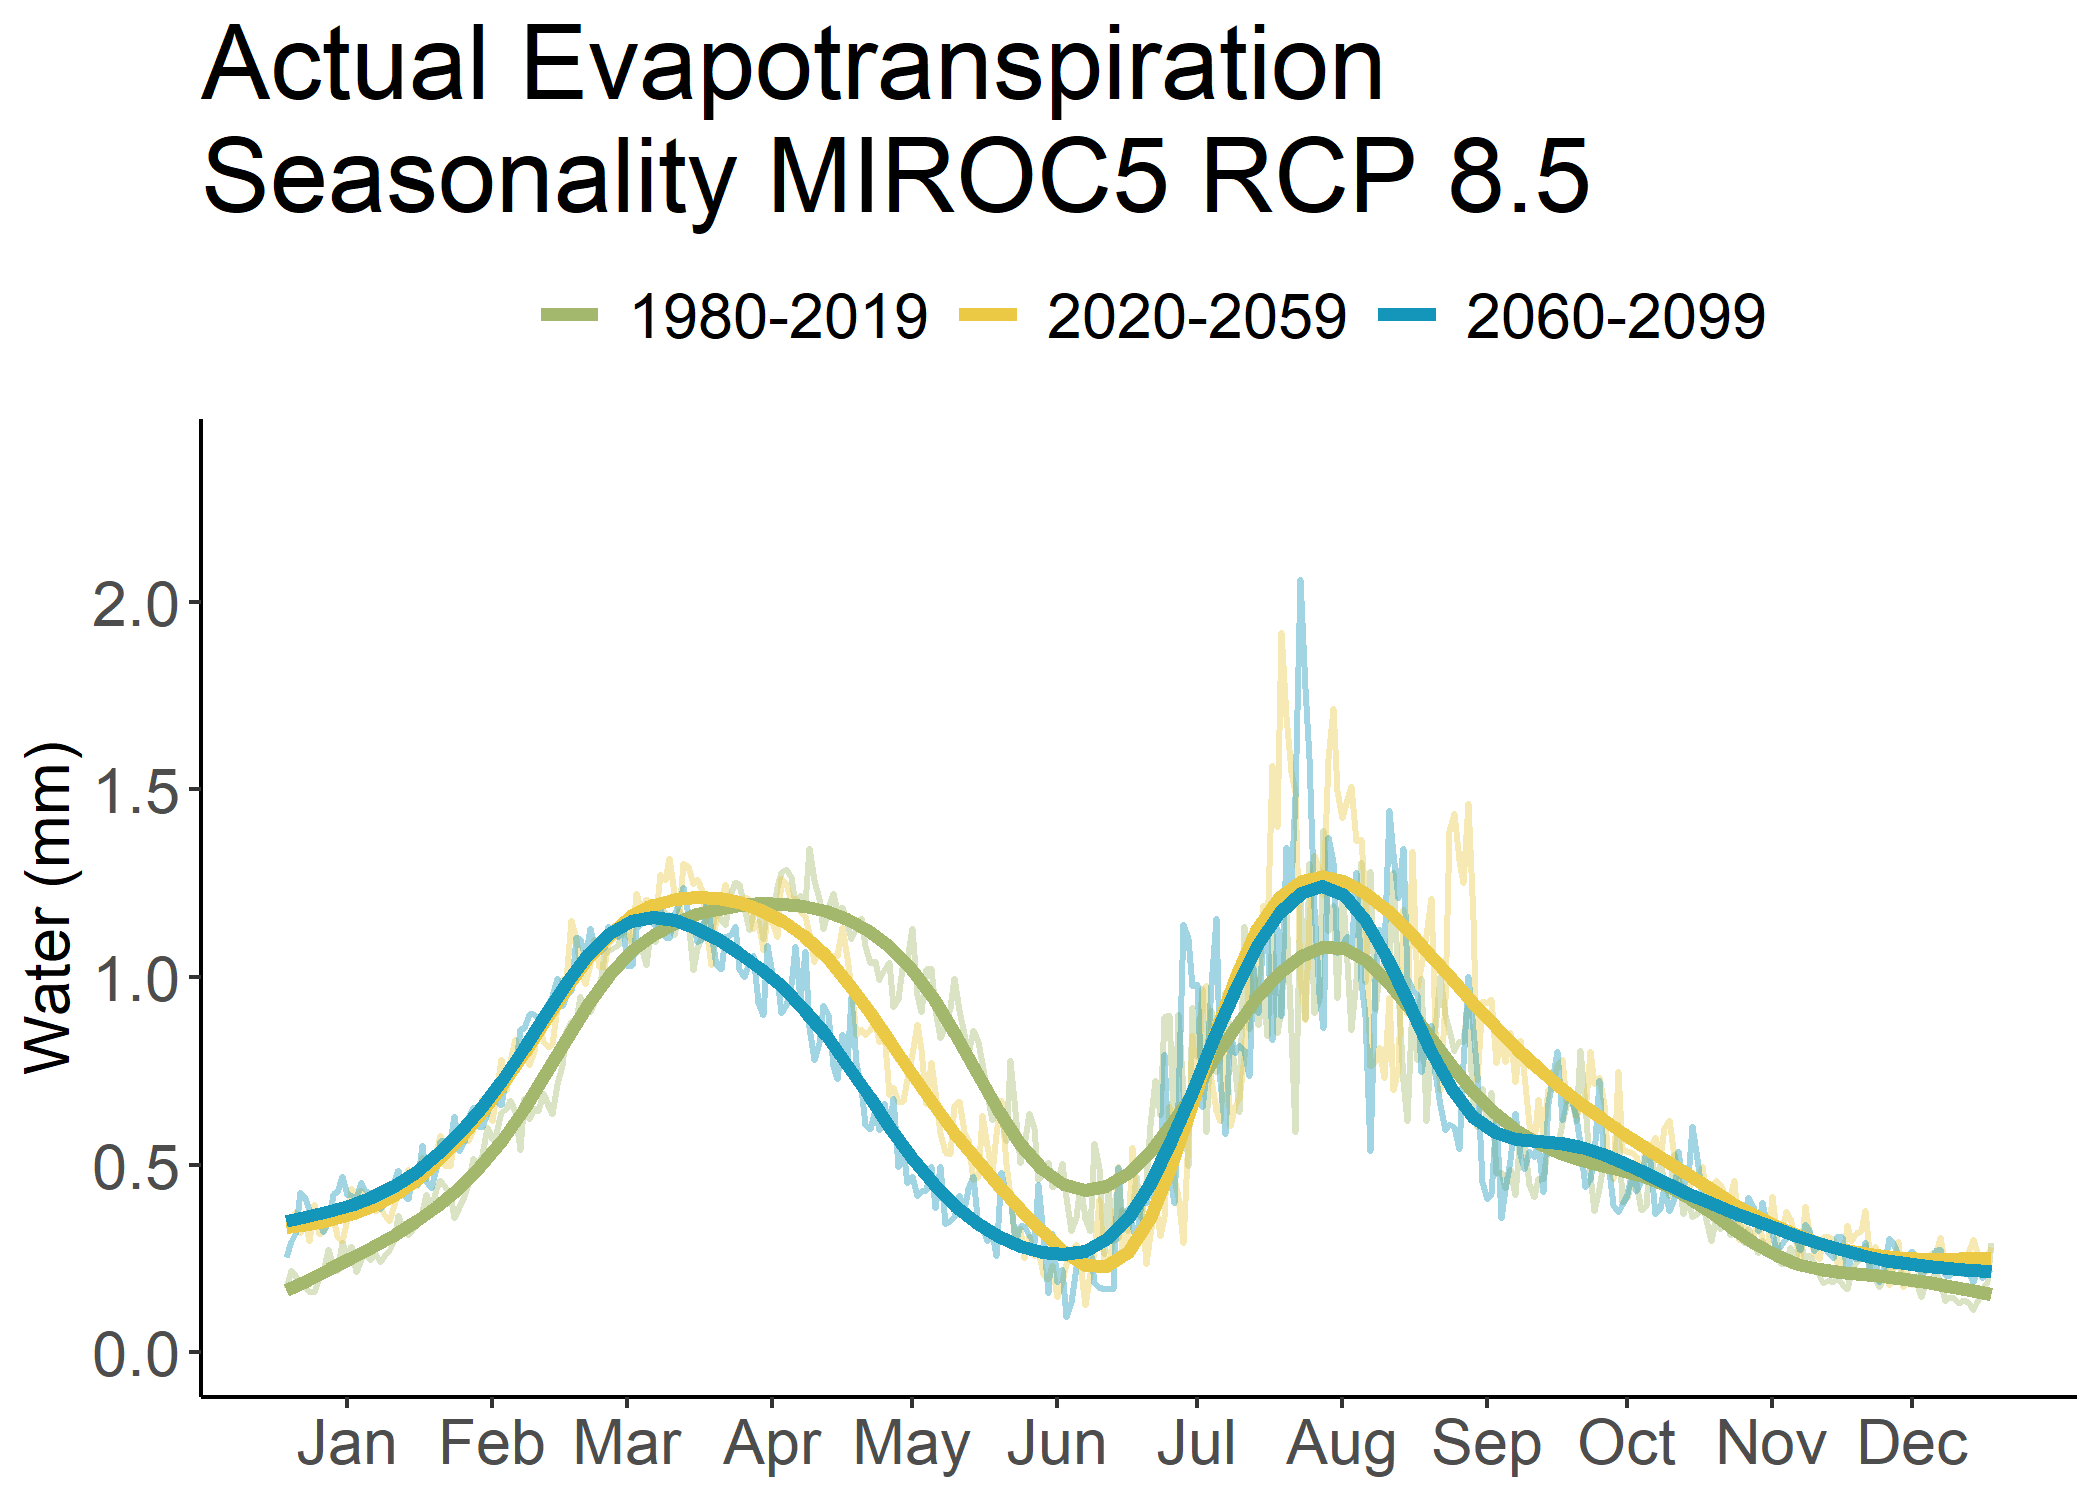 Actual Evapotranspiration
Seasonality MIROC5 RCP 8.5
1980-2019 2020-2059 2060-2099
Water (mm)
2.0
1.5
1.0
0.5
0.0
Jan Feb Mar Apr May Jun Jul Aug Sep Oct Nov Dec